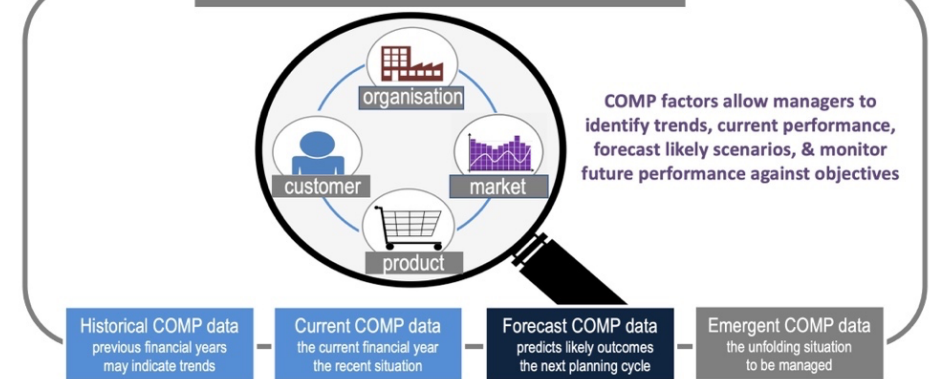 organisation
customer
market
product
COMP factors allow managers to
identify trends, current performance,
forecast likely scenarios, & monitor
future performance against objectives
Historical COMP data
previous financial years
may indicate trends
Current COMP data
the current financial year
the recent situation
Forecast COMP data
predicts likely outcomes
the next planning cycle
Emergent COMP data
the unfolding situation
to be managed